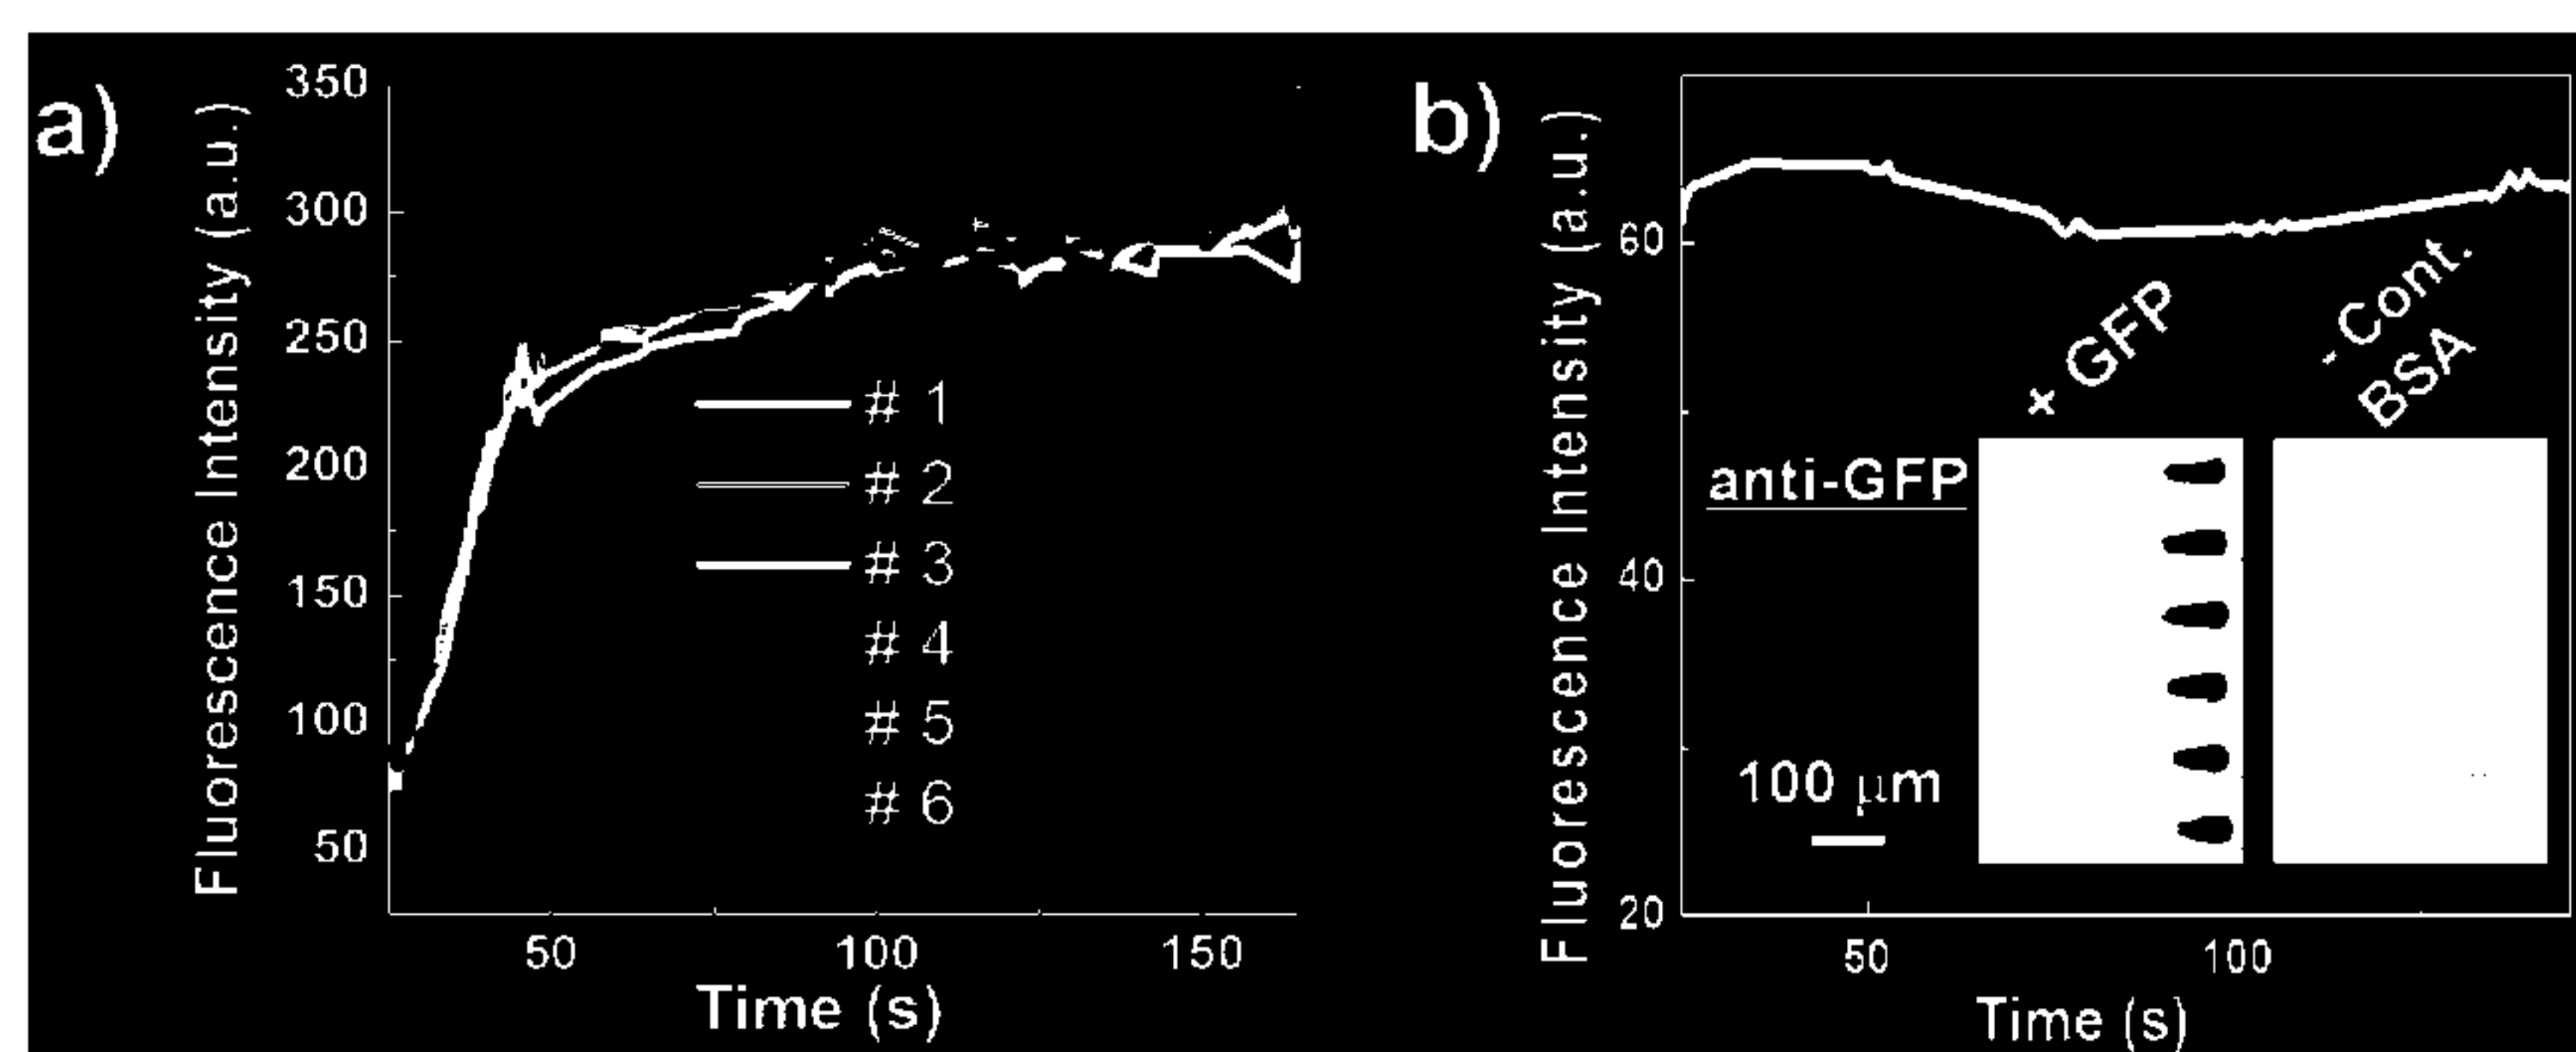 a)
Fluorescence Intensity (a.u.)
350
300
250
200
150
100
50
# 1
# 2
# 3
# 4
# 5
# 6
50 100 150
Time (s)
b)
Fluorescence Intensity (a.u.)
60
40
20
+ GFP
- Cont.
BSA
anti-GFP
100 μm
50 100
Time (s)